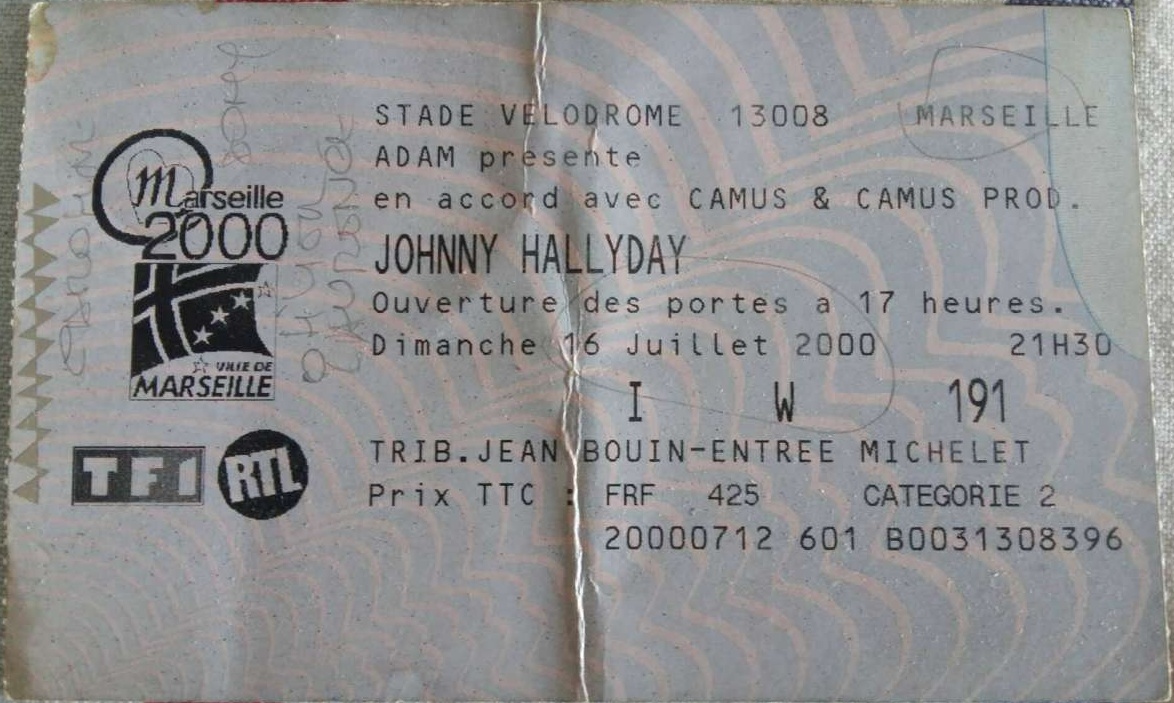 STADE VELODROME 13008 MARSEILLE
ADAM presente
en accord avec CAMUS & CAMUS PROD.
JOHNNY HALLYDAY
Ouverture des portes a 17 heures.
Dimanche 16 Juillet 2000 21H30
I W 191
TRIB.JEAN BOUIN-ENTREE MICHELET
Prix TTC : FRF 425 CATEGORIE 2
20000712 601 B0031308396
Marseille
2000
VILLE DE
MARSEILLE
TF1 RTL